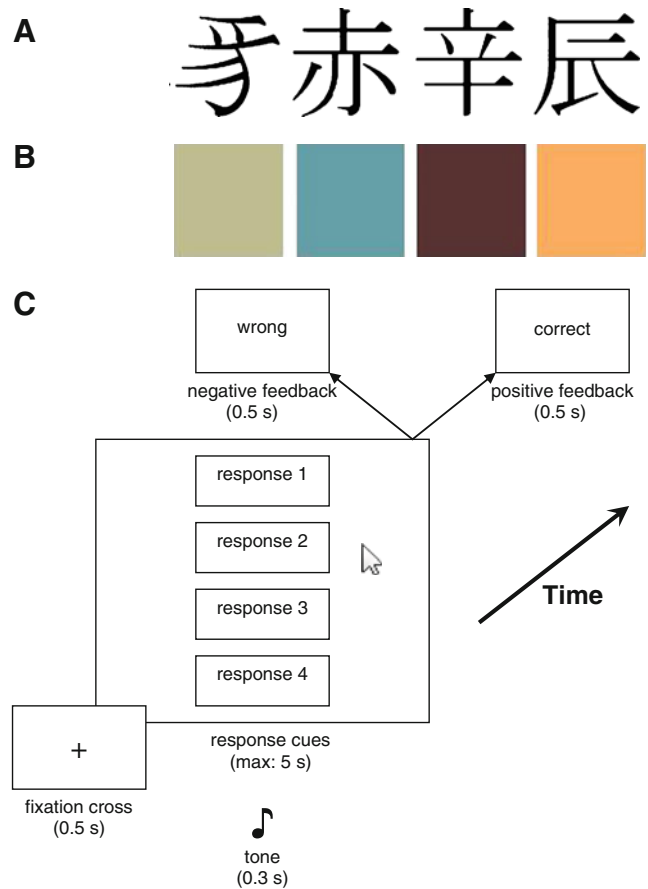 A
豸 赤 辛 辰
B
C
wrong
correct
negative feedback
(0.5 s)
positive feedback
(0.5 s)
response 1
response 2
response 3
response 4
Time
+
response cues
(max: 5 s)
fixation cross
(0.5 s)
tone
(0.3 s)